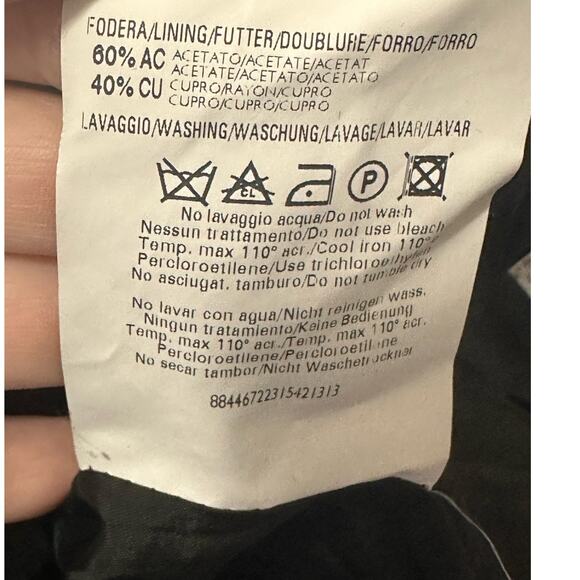 FODERA/LINING/FUTTER/DOUBLURE/FORRO/FORRO
60% AC ACETATO/ACETATE/ACETAT
ACETATE/ACETATO/ACETATO
40% CU CUPRO/RAYON/CUPRO
CUPRO/CUPRO/CUPRO
LAVAGGIO/WASHING/WASCHUNG/LAVAGE/LAVAR/LAVAR
CL P
No lavaggio acqua/Do not wash
Nessun trattamento/Do not use bleach
Temp. max 110° acr./Cool iron 110°
Percloroetilene/Use trichloroethylen
No asciugat. tamburo/Do not tumble dry
No lavar con agua/Nicht reinigen wass.
Ningun tratamiento/Keine Bedienung
Temp. max 110° acr./Temp. max 110° acr.
Percloroetilene/Percloroetilene
No secar tambor/Nicht Waschetrockner
88446722315421313